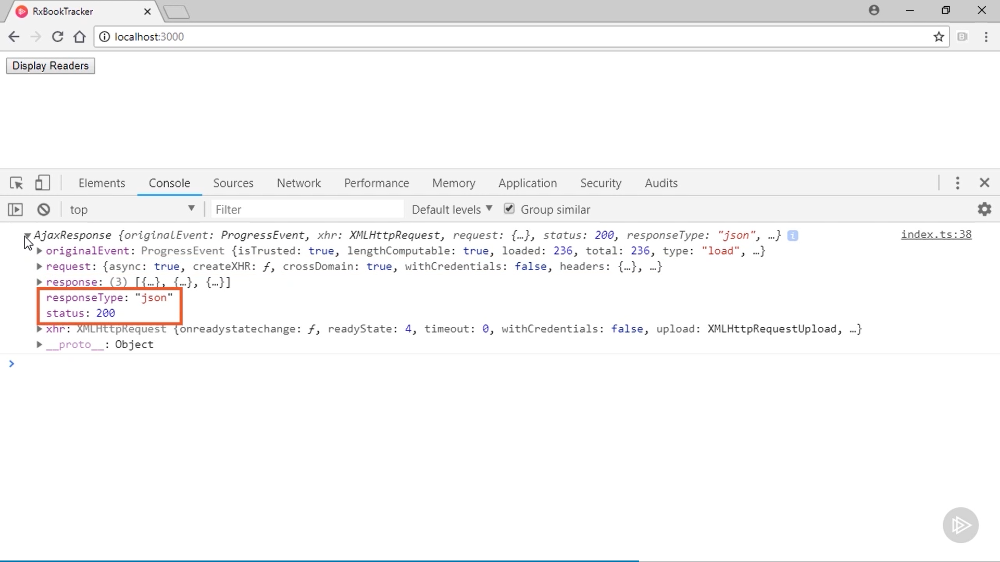 RxBookTracker
localhost:3000
Display Readers
Elements Console Sources Network Performance Memory Application Security Audits
top Filter Default levels Group similar
AjaxResponse {originalEvent: ProgressEvent, xhr: XMLHttpRequest, request: {…}, status: 200, responseType: "json", …} index.ts:38
originalEvent: ProgressEvent {isTrusted: true, lengthComputable: true, loaded: 236, total: 236, type: "load", …}
request: {async: true, createXHR: ƒ, crossDomain: true, withCredentials: false, headers: {…}, …}
response: (3) [{…}, {…}, {…}]
responseType: "json"
status: 200
xhr: XMLHttpRequest {onreadystatechange: ƒ, readyState: 4, timeout: 0, withCredentials: false, upload: XMLHttpRequestUpload, …}
__proto__: Object